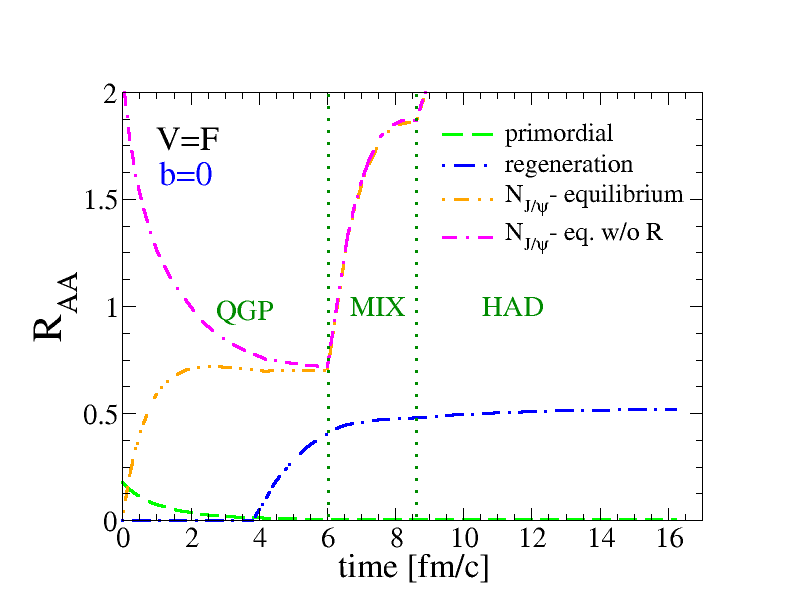 2
V=F
b=0
primordial
regeneration
N_J/ψ- equilibrium
N_J/ψ- eq. w/o R
1.5
1
R_AA
QGP
MIX
HAD
0.5
0
0 2 4 6 8 10 12 14 16
time [fm/c]